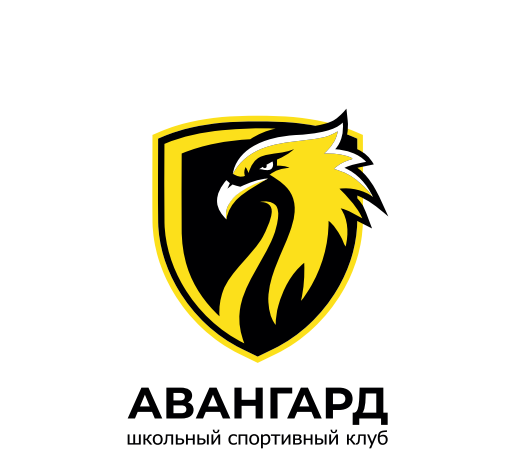 АВАНГАРД
школьный спортивный клуб